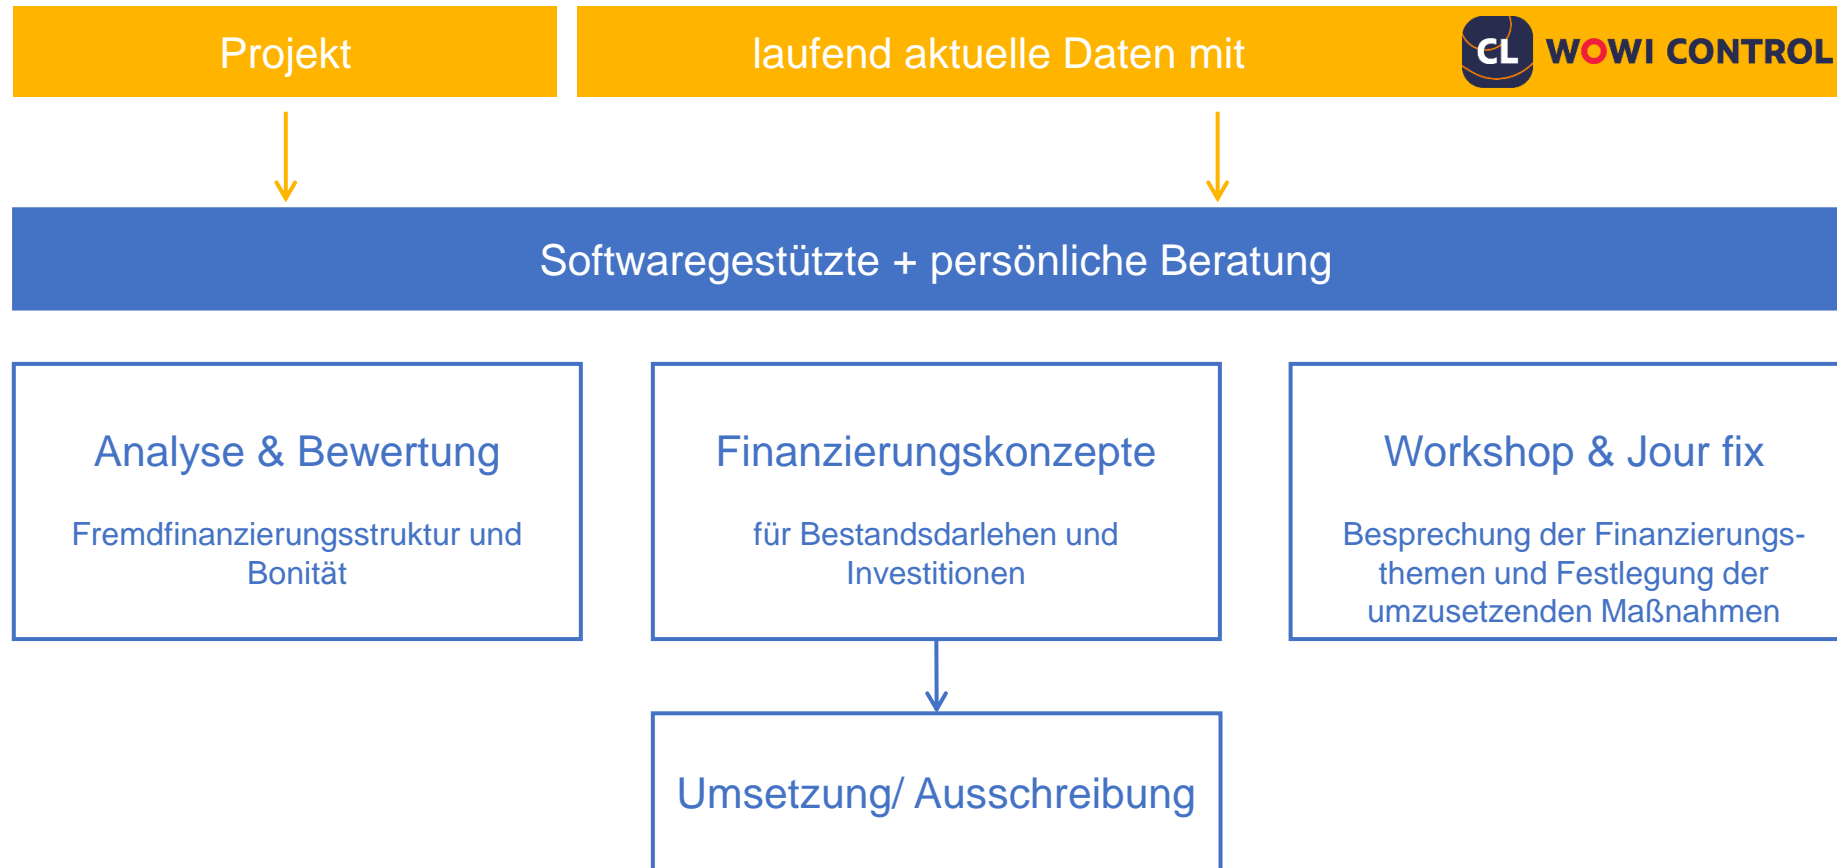 Projekt
laufend aktuelle Daten mit
CL WOWI CONTROL
Softwaregestützte + persönliche Beratung
Analyse & Bewertung
Fremdfinanzierungsstruktur und
Bonität
Finanzierungskonzepte
für Bestandsdarlehen und
Investitionen
Workshop & Jour fix
Besprechung der Finanzierungs-
themen und Festlegung der
umzusetzenden Maßnahmen
Umsetzung/ Ausschreibung